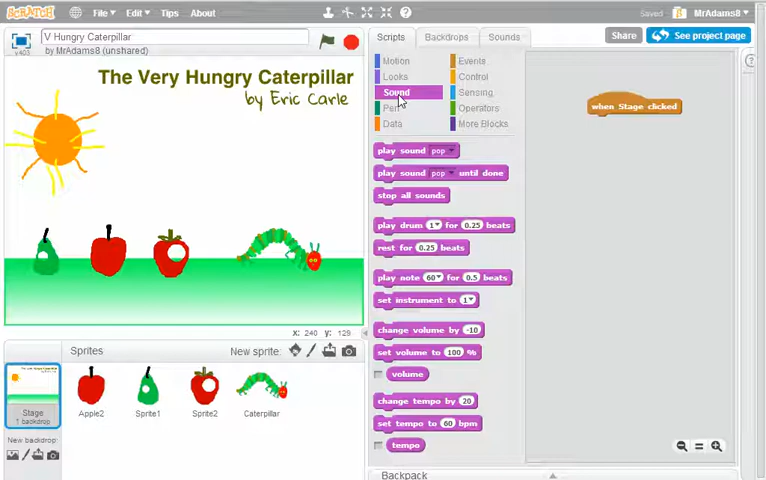 SCRATCH File▾ Edit▾ Tips About Saved MrAdams8▾
V Hungry Caterpillar
by MrAdams8 (unshared)
v403
Scripts Backdrops Sounds Share See project page
The Very Hungry Caterpillar
by Eric Carle
Motion Events
Looks Control
Sound Sensing
Pen Operators
Data More Blocks
when Stage clicked
play sound pop▾
play sound pop▾ until done
stop all sounds
play drum 1▾ for 0.25 beats
rest for 0.25 beats
play note 60▾ for 0.5 beats
set instrument to 1▾
change volume by -10
set volume to 100 %
volume
change tempo by 20
set tempo to 60 bpm
tempo
x: 240 y: 129
Sprites New sprite:
Stage
1 backdrop
New backdrop:
Apple2 Sprite1 Sprite2 Caterpillar
Backpack
?